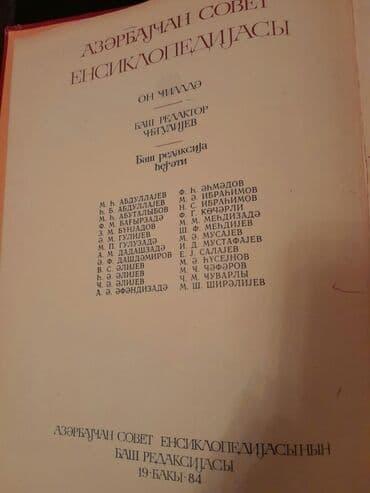 АЗӘРБАЈҸАН СОВЕТ
ЕНСИКЛОПЕДИЈАСЫ
ОН ҸИЛДДӘ
БАШ РЕДАКТОР
Ҹ·Б·ГУЛИЈЕВ
Баш редаксија
һеј'әти
М. Һ. АБДУЛЛАЈЕВ
Һ. Б. АБДУЛЛАЈЕВ
М. Һ. АБУТАЛЫБОВ
Ф. М. БАҒЫРЗАДӘ
З. М. БҮНЈАДОВ
Ә. М. ГУЛИЈЕВ
М. П. ГУЛУЗАДӘ
А. М. ДАДАШЗАДӘ
Ә. Ф. ДАШДӘМИРОВ
В. С. ӘЛИЈЕВ
Һ. Ә. ӘЛИЈЕВ
Ҹ. Ә. ӘЛИЈЕВ
А. Ә. ӘФӘНДИЗАДӘ
Ф. Һ. ӘҺМӘДОВ
М. Ә. ИБРАҺИМОВ
Н. С. ИБРАҺИМОВ
Ф. Г. КӨЧӘРЛИ
М. М. МЕҺДИЗАДӘ
Ш. Ф. МЕҺДИЈЕВ
М. Ә. МУСАЈЕВ
И. Д. МУСТАФАЈЕВ
Е. Ј. САЛАЈЕВ
М. Ә. ҺҮСЕЈНОВ
М. Ч. ҸӘФӘРОВ
Ч. М. ҸУВАРЛЫ
М. Ш. ШИРӘЛИЈЕВ
АЗӘРБАЈҸАН СОВЕТ ЕНСИКЛОПЕДИЈАСЫНЫН
БАШ РЕДАКСИЈАСЫ
19·БАКЫ·84